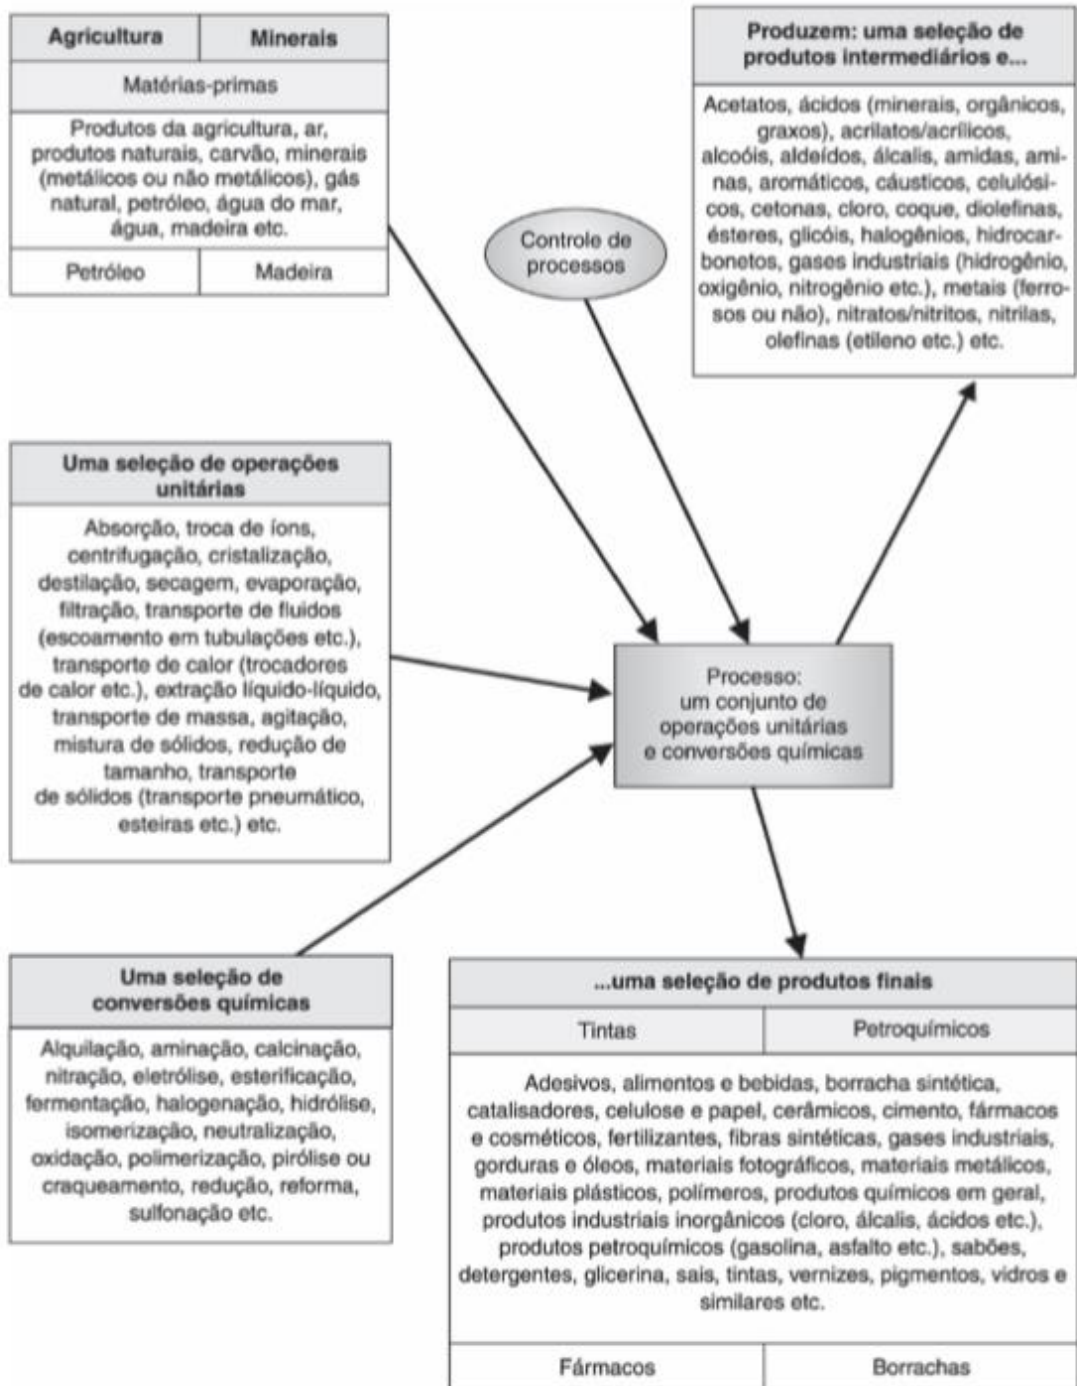 Agricultura
Minerais
Matérias-primas
Produtos da agricultura, ar,
produtos naturais, carvão, minerais
(metálicos ou não metálicos), gás
natural, petróleo, água do mar,
água, madeira etc.
Petróleo
Madeira
Controle de
processos
Produzem: uma seleção de
produtos intermediários e...
Acetatos, ácidos (minerais, orgânicos,
graxos), acrilatos/acrílicos,
alcoóis, aldeídos, álcalis, amidas, ami-
nas, aromáticos, cáusticos, celulósi-
cos, cetonas, cloro, coque, diolefinas,
ésteres, glicóis, halogênios, hidrocar-
bonetos, gases industriais (hidrogênio,
oxigênio, nitrogênio etc.), metais (ferro-
sos ou não), nitratos/nitritos, nitrilas,
olefinas (etileno etc.) etc.
Uma seleção de operações
unitárias
Absorção, troca de íons,
centrifugação, cristalização,
destilação, secagem, evaporação,
filtração, transporte de fluidos
(escoamento em tubulações etc.),
transporte de calor (trocadores
de calor etc.), extração líquido-líquido,
transporte de massa, agitação,
mistura de sólidos, redução de
tamanho, transporte
de sólidos (transporte pneumático,
esteiras etc.) etc.
Processo:
um conjunto de
operações unitárias
e conversões químicas
Uma seleção de
conversões químicas
Alquilação, aminação, calcinação,
nitração, eletrólise, esterificação,
fermentação, halogenação, hidrólise,
isomerização, neutralização,
oxidação, polimerização, pirólise ou
craqueamento, redução, reforma,
sulfonação etc.
...uma seleção de produtos finais
Tintas
Petroquímicos
Adesivos, alimentos e bebidas, borracha sintética,
catalisadores, celulose e papel, cerâmicos, cimento, fármacos
e cosméticos, fertilizantes, fibras sintéticas, gases industriais,
gorduras e óleos, materiais fotográficos, materiais metálicos,
materiais plásticos, polímeros, produtos químicos em geral,
produtos industriais inorgânicos (cloro, álcalis, ácidos etc.),
produtos petroquímicos (gasolina, asfalto etc.), sabões,
detergentes, glicerina, sais, tintas, vernizes, pigmentos, vidros e
similares etc.
Fármacos
Borrachas